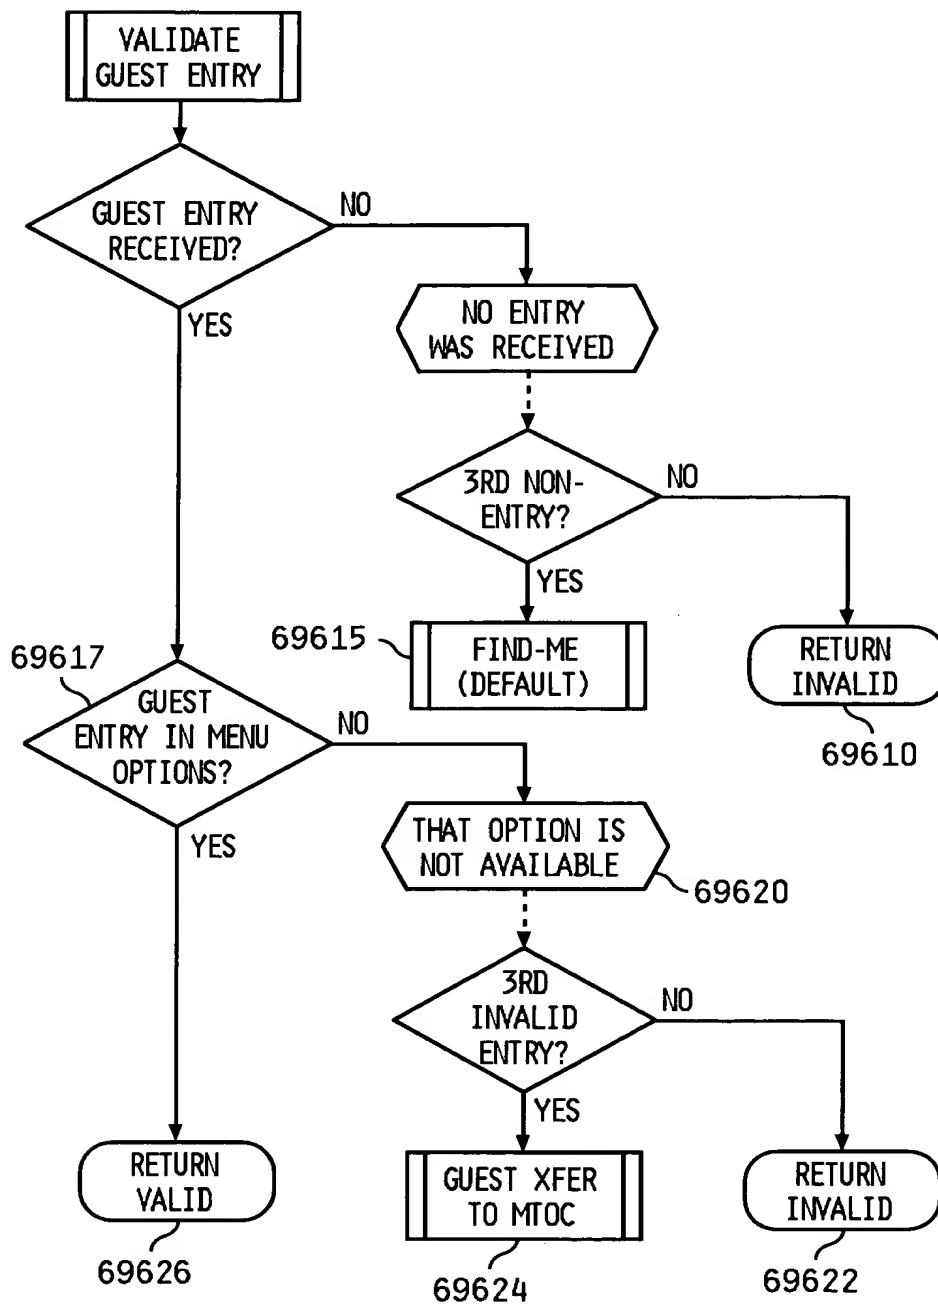 VALIDATE
GUEST ENTRY
GUEST ENTRY
RECEIVED?
NO
YES
NO ENTRY
WAS RECEIVED
3RD NON-
ENTRY?
NO
YES
69615
FIND-ME
(DEFAULT)
RETURN
INVALID
69610
69617
GUEST
ENTRY IN MENU
OPTIONS?
NO
YES
THAT OPTION IS
NOT AVAILABLE
69620
3RD
INVALID
ENTRY?
NO
YES
RETURN
VALID
69626
GUEST XFER
TO MTOC
69624
RETURN
INVALID
69622